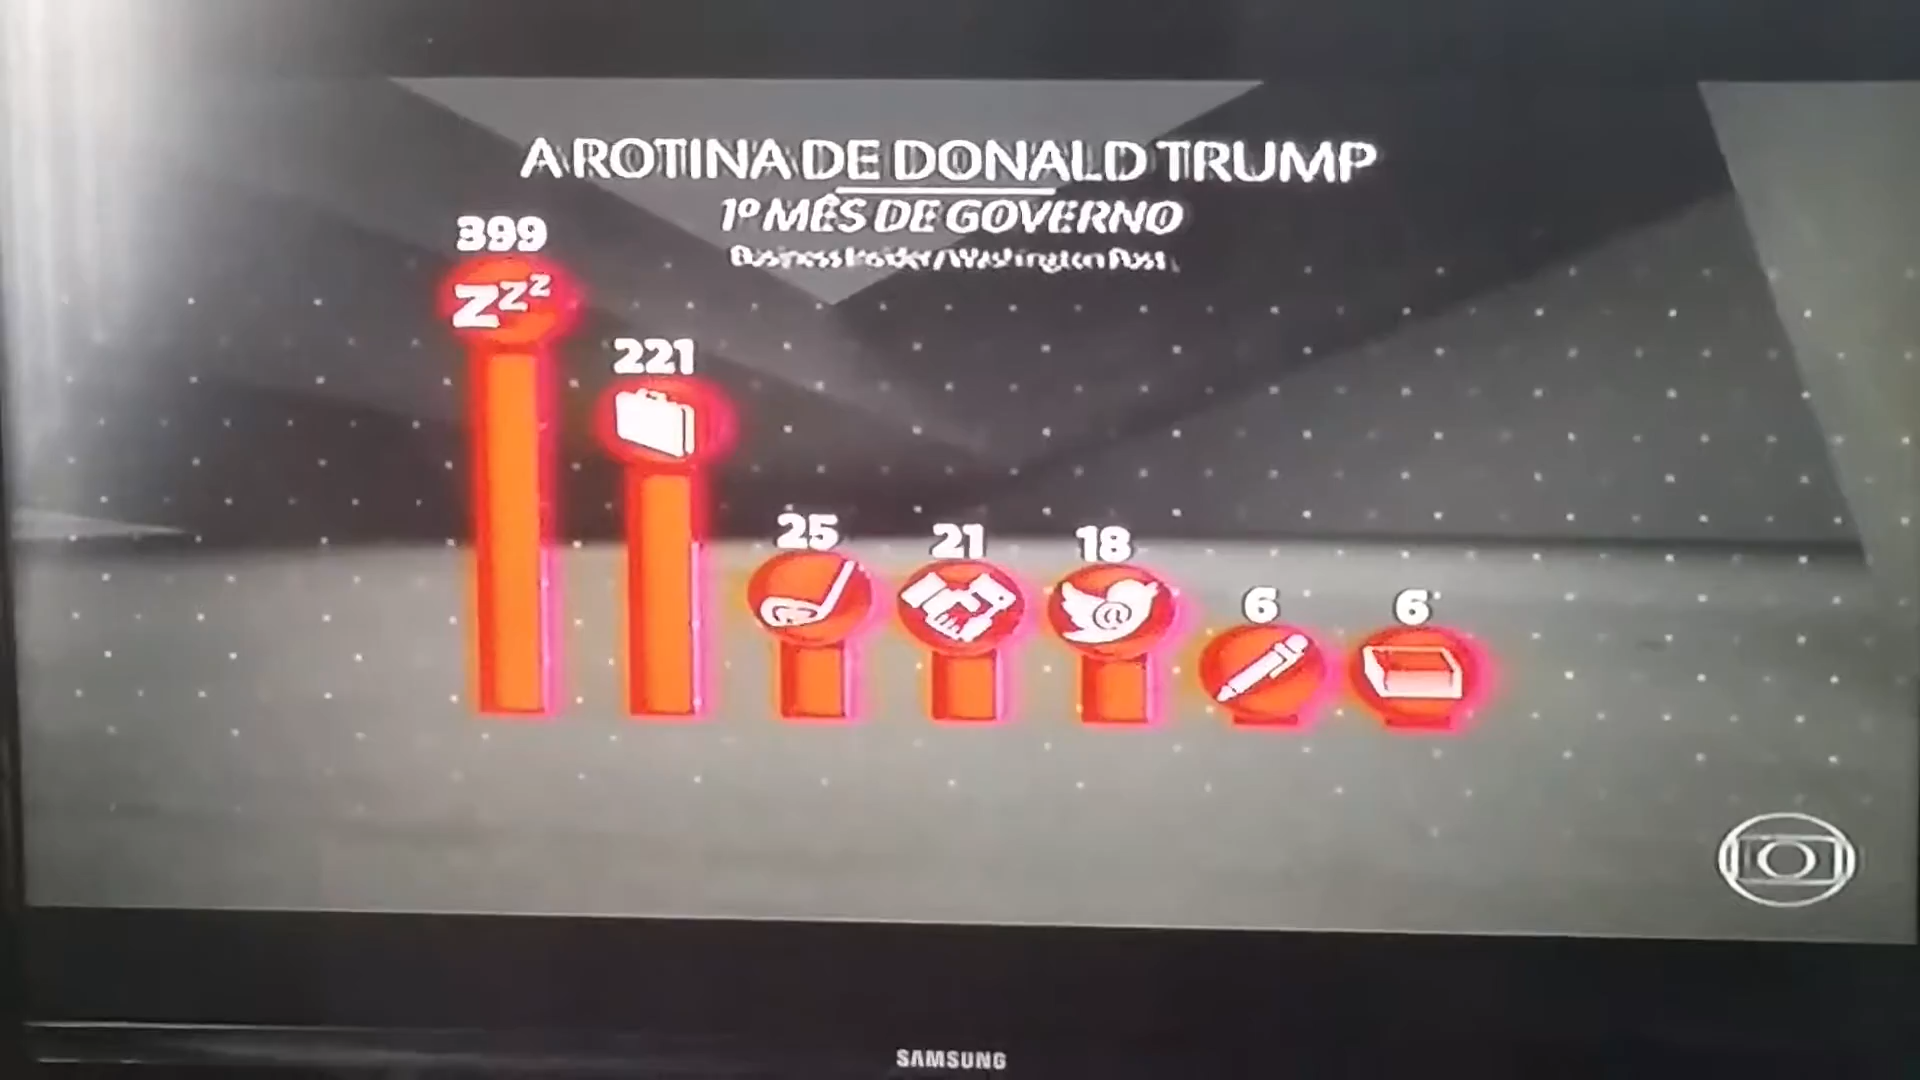 A ROTINA DE DONALD TRUMP
1º MÊS DE GOVERNO
Business Insider/Washington Post
399
zzz
221
25
21
18
@
6
6
SAMSUNG